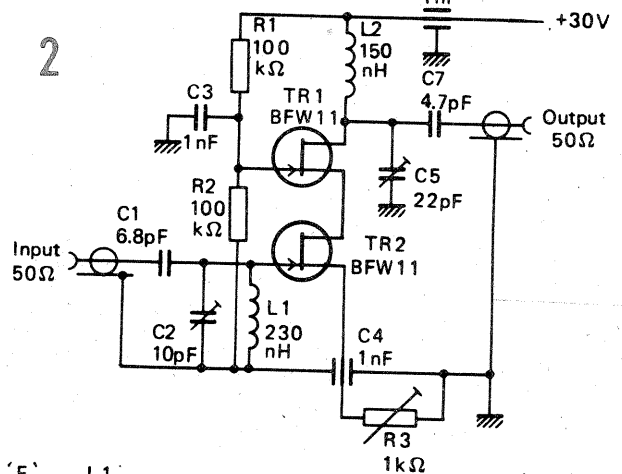 2
R1
100
kΩ
L2
150
nH
1n
+30V
C7
4.7pF
Output
50Ω
C3
1nF
TR1
BFW11
C5
22pF
R2
100
kΩ
C1
6.8pF
Input
50Ω
TR2
BFW11
C2
10pF
L1
230
nH
C4
1nF
R3
1kΩ